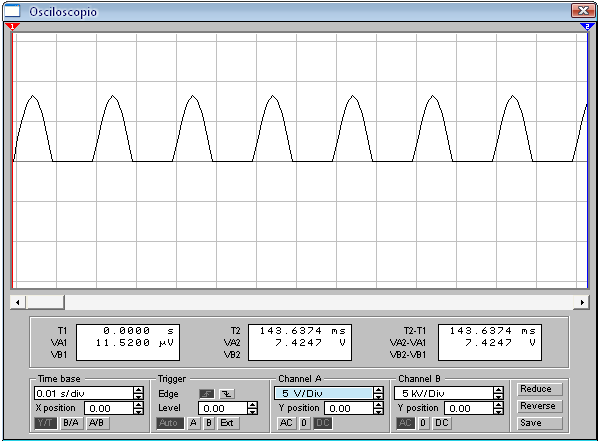 Osciloscopio
1 2
T1 0.0000 s T2 143.6374 ms T2-T1 143.6374 ms
VA1 11.5200 µV VA2 7.4247 V VA2-VA1 7.4247 V
VB1 VB2 VB2-VB1
Time base Trigger Channel A Channel B
0.01 s/div Edge 5 V/Div 5 kV/Div Reduce
X position 0.00 Level 0.00 Y position 0.00 Y position 0.00 Reverse
Y/T B/A A/B Auto A B Ext AC 0 DC AC 0 DC Save